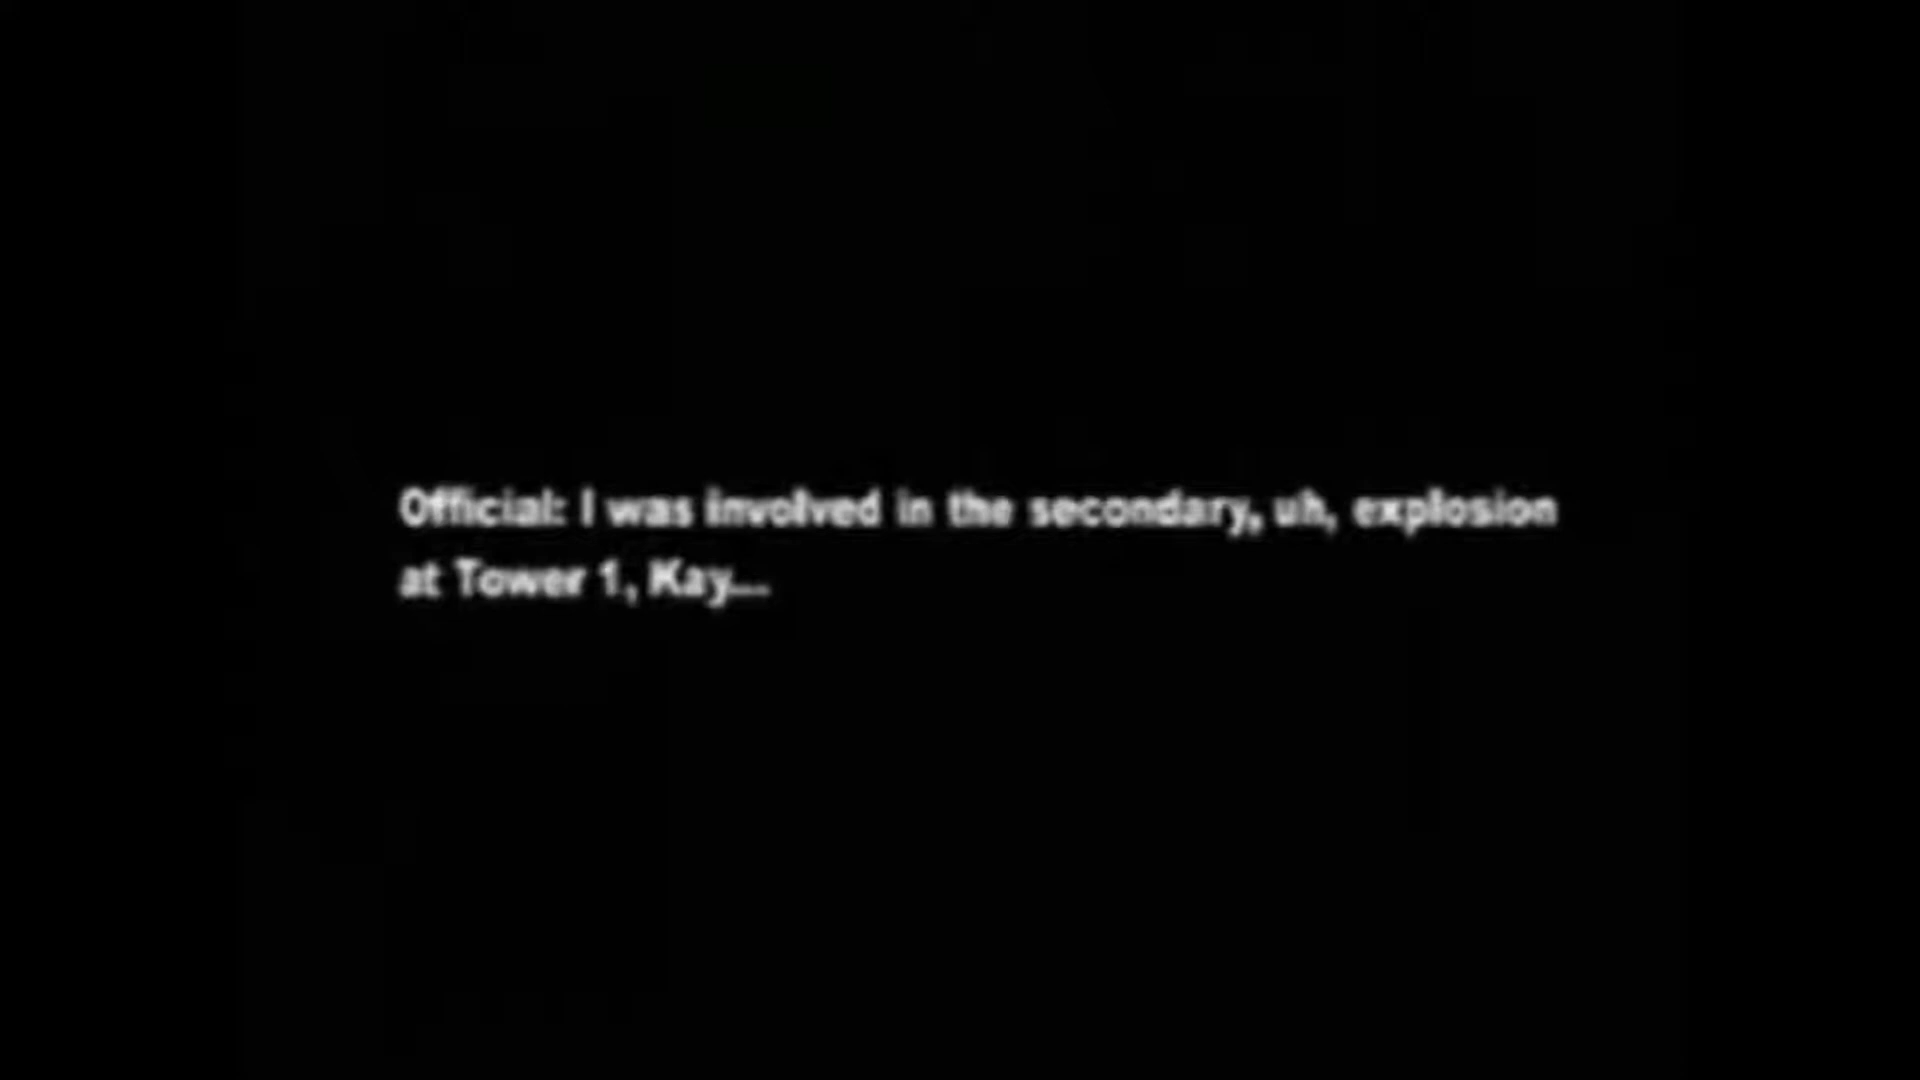 Official: I was involved in the secondary, uh, explosion
at Tower 1, Kay...